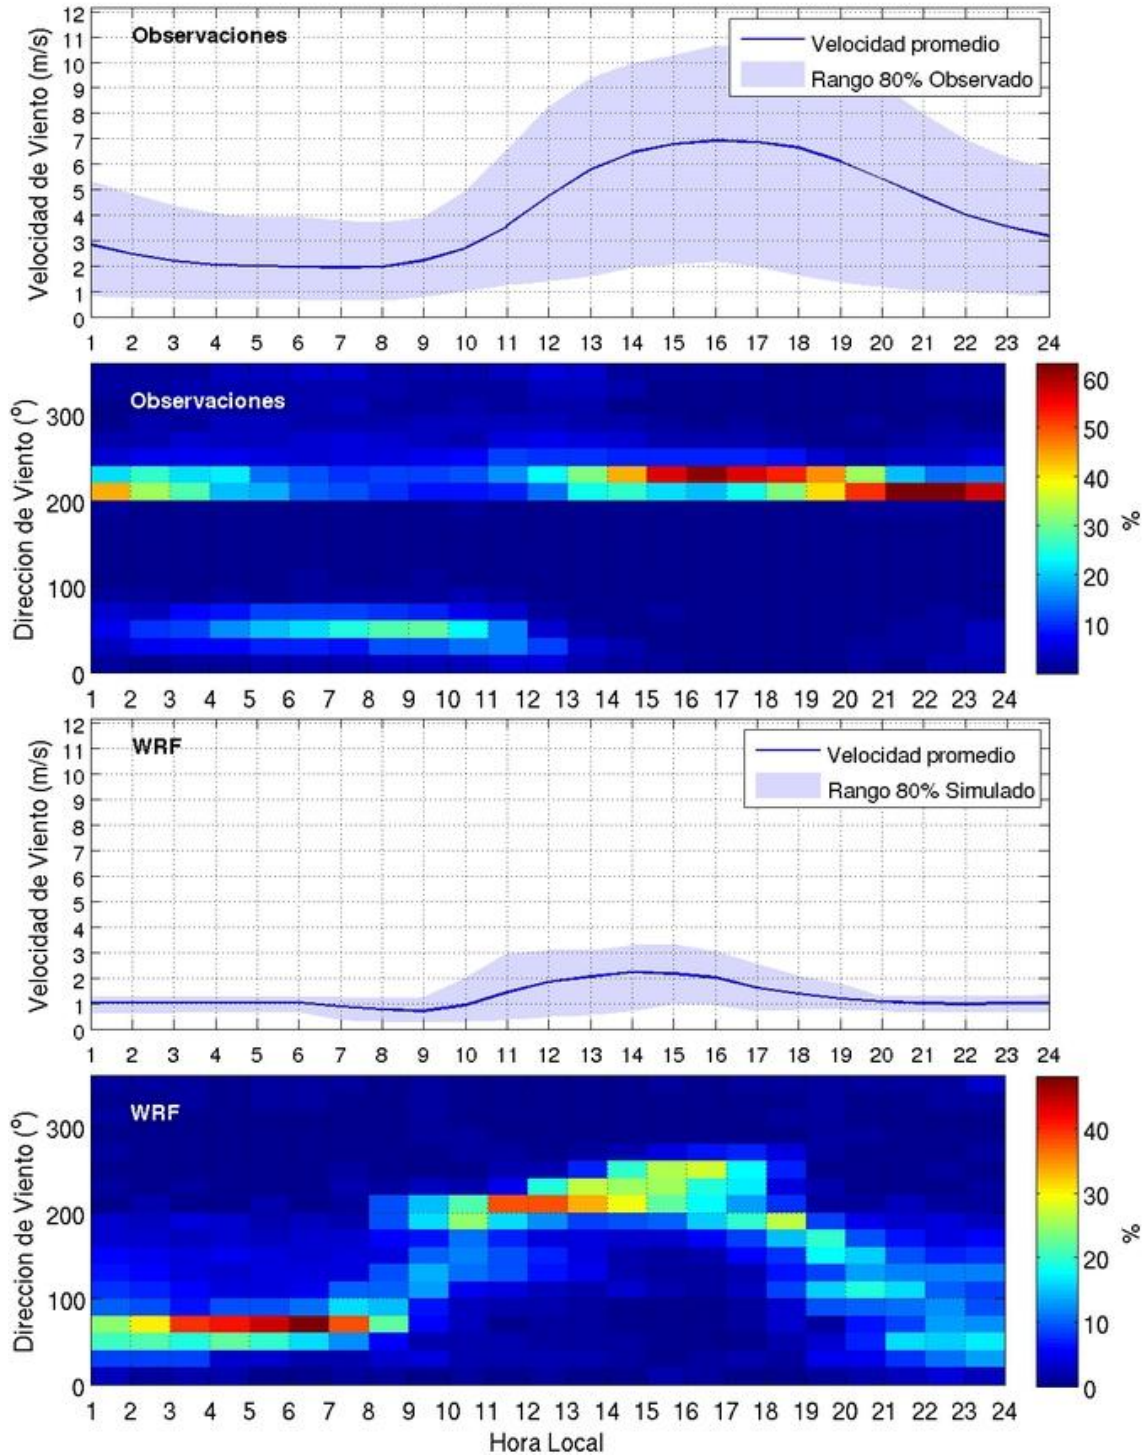 Velocidad de Viento (m/s)
12
11
10
9
8
7
6
5
4
3
2
1
0
Observaciones
Velocidad promedio
Rango 80% Observado
1 2 3 4 5 6 7 8 9 10 11 12 13 14 15 16 17 18 19 20 21 22 23 24
Direccion de Viento (º)
300
200
100
0
Observaciones
60
50
40
30
20
10
%
1 2 3 4 5 6 7 8 9 10 11 12 13 14 15 16 17 18 19 20 21 22 23 24
Velocidad de Viento (m/s)
12
11
10
9
8
7
6
5
4
3
2
1
0
WRF
Velocidad promedio
Rango 80% Simulado
1 2 3 4 5 6 7 8 9 10 11 12 13 14 15 16 17 18 19 20 21 22 23 24
Direccion de Viento (º)
300
200
100
0
WRF
40
30
20
10
0
%
1 2 3 4 5 6 7 8 9 10 11 12 13 14 15 16 17 18 19 20 21 22 23 24
Hora Local